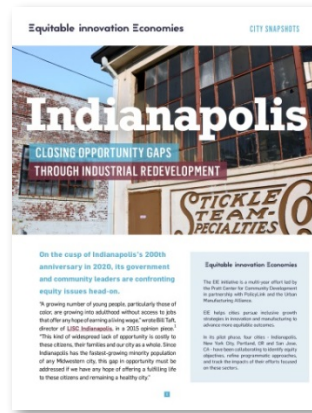 Equitable innovation Economies
CITY SNAPSHOTS
Indianapolis
CLOSING OPPORTUNITY GAPS
THROUGH INDUSTRIAL REDEVELOPMENT
STICKLE
TEAM-
PECIALTIES
CO
On the cusp of Indianapolis's 200th
anniversary in 2020, its government
and community leaders are confronting
equity issues head-on.
"A growing number of young people, particularly those of
color, are growing into adulthood without access to jobs
that offer any hope of earning a living wage," wrote Bill Taft,
director of LISC Indianapolis, in a 2015 opinion piece.1
"This kind of widespread lack of opportunity is costly to
these citizens, their families and our city as a whole. Since
Indianapolis has the fastest-growing minority population
of any Midwestern city, this gap in opportunity must be
addressed if we have any hope of offering a fulfilling life
to these citizens and remaining a healthy city."
Equitable innovation Economies
The EIE Initiative is a multi-year effort led by
the Pratt Center for Community Development
in partnership with PolicyLink and the Urban
Manufacturing Alliance.
EIE helps cities pursue inclusive growth
strategies in innovation and manufacturing to
advance more equitable outcomes.
In its pilot phase, four cities - Indianapolis,
New York City, Portland, OR and San Jose,
CA - have been collaborating to identify equity
objectives, refine programmatic approaches,
and track the impacts of their efforts focused
on these sectors.